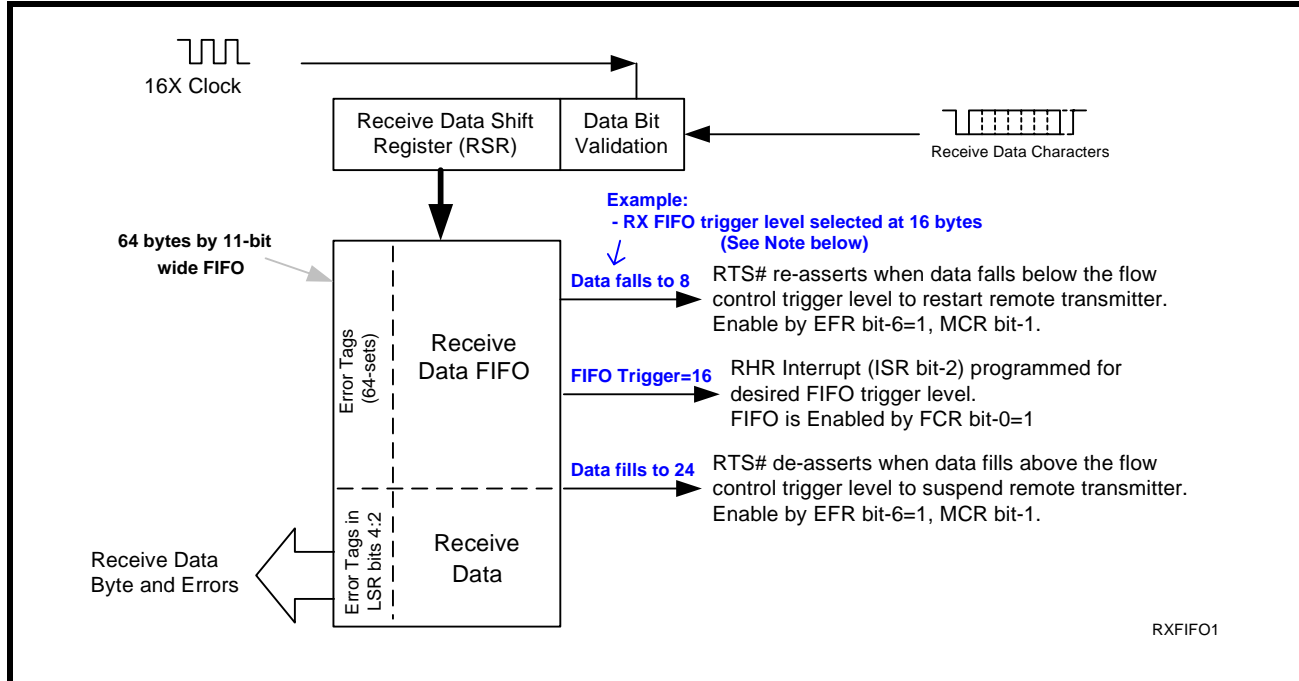 16X Clock
Receive Data Shift
Register (RSR)
Data Bit
Validation
Receive Data Characters
Example:
- RX FIFO trigger level selected at 16 bytes
(See Note below)
64 bytes by 11-bit
wide FIFO
Error Tags
(64-sets)
Receive
Data FIFO
Data falls to 8
RTS# re-asserts when data falls below the flow
control trigger level to restart remote transmitter.
Enable by EFR bit-6=1, MCR bit-1.
FIFO Trigger=16
RHR Interrupt (ISR bit-2) programmed for
desired FIFO trigger level.
FIFO is Enabled by FCR bit-0=1
Data fills to 24
RTS# de-asserts when data fills above the flow
control trigger level to suspend remote transmitter.
Enable by EFR bit-6=1, MCR bit-1.
Receive Data
Byte and Errors
Error Tags in
LSR bits 4:2
Receive
Data
RXFIFO1